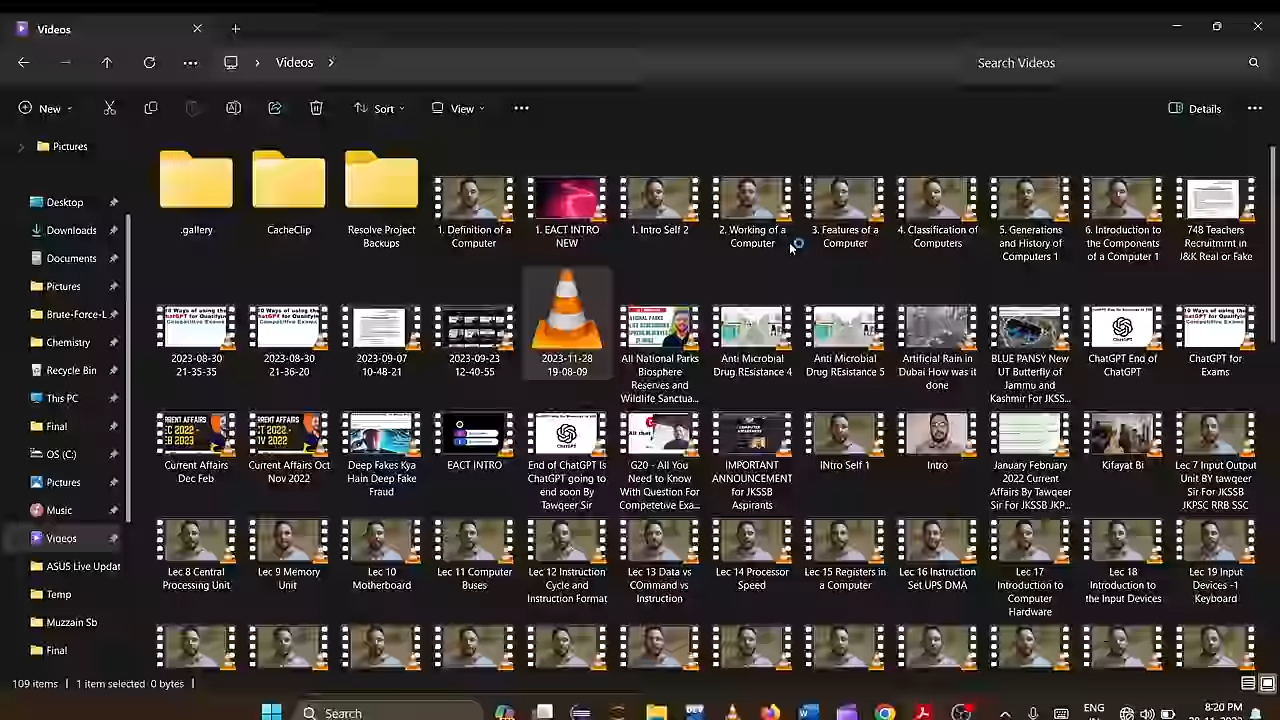 Videos
Videos
Search Videos
New
Sort
View
Details
Pictures
Desktop
Downloads
Documents
Pictures
Brute-Force-L
Chemistry
Recycle Bin
This PC
Final
OS (C:)
Pictures
Music
Videos
ASUS Live Updat
Temp
Muzzain Sb
Final
.gallery
CacheClip
Resolve Project
Backups
1. Definition of a
Computer
1. EACT INTRO
NEW
1. Intro Self 2
2. Working of a
Computer
3. Features of a
Computer
4. Classification of
Computers
5. Generations
and History of
Computers 1
6. Introduction to
the Components
of a Computer 1
748 Teachers
Recruitmrnt in
J&K Real or Fake
2023-08-30
21-35-35
2023-08-30
21-36-20
2023-09-07
10-48-21
2023-09-23
12-40-55
2023-11-28
19-08-09
All National Parks
Biosphere
Reserves and
Wildlife Sanctua...
Anti Microbial
Drug REsistance 4
Anti Microbial
Drug REsistance 5
Artificial Rain in
Dubai How was it
done
BLUE PANSY New
UT Butterfly of
Jammu and
Kashmir For JKSS...
ChatGPT End of
ChatGPT
ChatGPT for
Exams
Current Affairs
Dec Feb
Current Affairs Oct
Nov 2022
Deep Fakes Kya
Hain Deep Fake
Fraud
EACT INTRO
End of ChatGPT Is
ChatGPT going to
end soon By
Tawqeer Sir
G20 - All You
Need to Know
With Question For
Competetive Exa...
IMPORTANT
ANNOUNCEMENT
for JKSSB
Aspirants
INtro Self 1
Intro
January February
2022 Current
Affairs By Tawqeer
Sir For JKSSB JKP...
Kifayat Bi
Lec 7 Input Output
Unit BY tawqeer
Sir For JKSSB
JKPSC RRB SSC
Lec 8 Central
Processing Unit
Lec 9 Memory
Unit
Lec 10
Motherboard
Lec 11 Computer
Buses
Lec 12 Instruction
Cycle and
Instruction Format
Lec 13 Data vs
COmmand vs
Instruction
Lec 14 Processor
Speed
Lec 15 Registers in
a Computer
Lec 16 Instruction
Set UPS DMA
Lec 17
Introduction to
Computer
Hardware
Lec 18
Introduction to
the Input Devices
Lec 19 Input
Devices -1
Keyboard
109 items
1 item selected 0 bytes
Search
ENG
8:20 PM